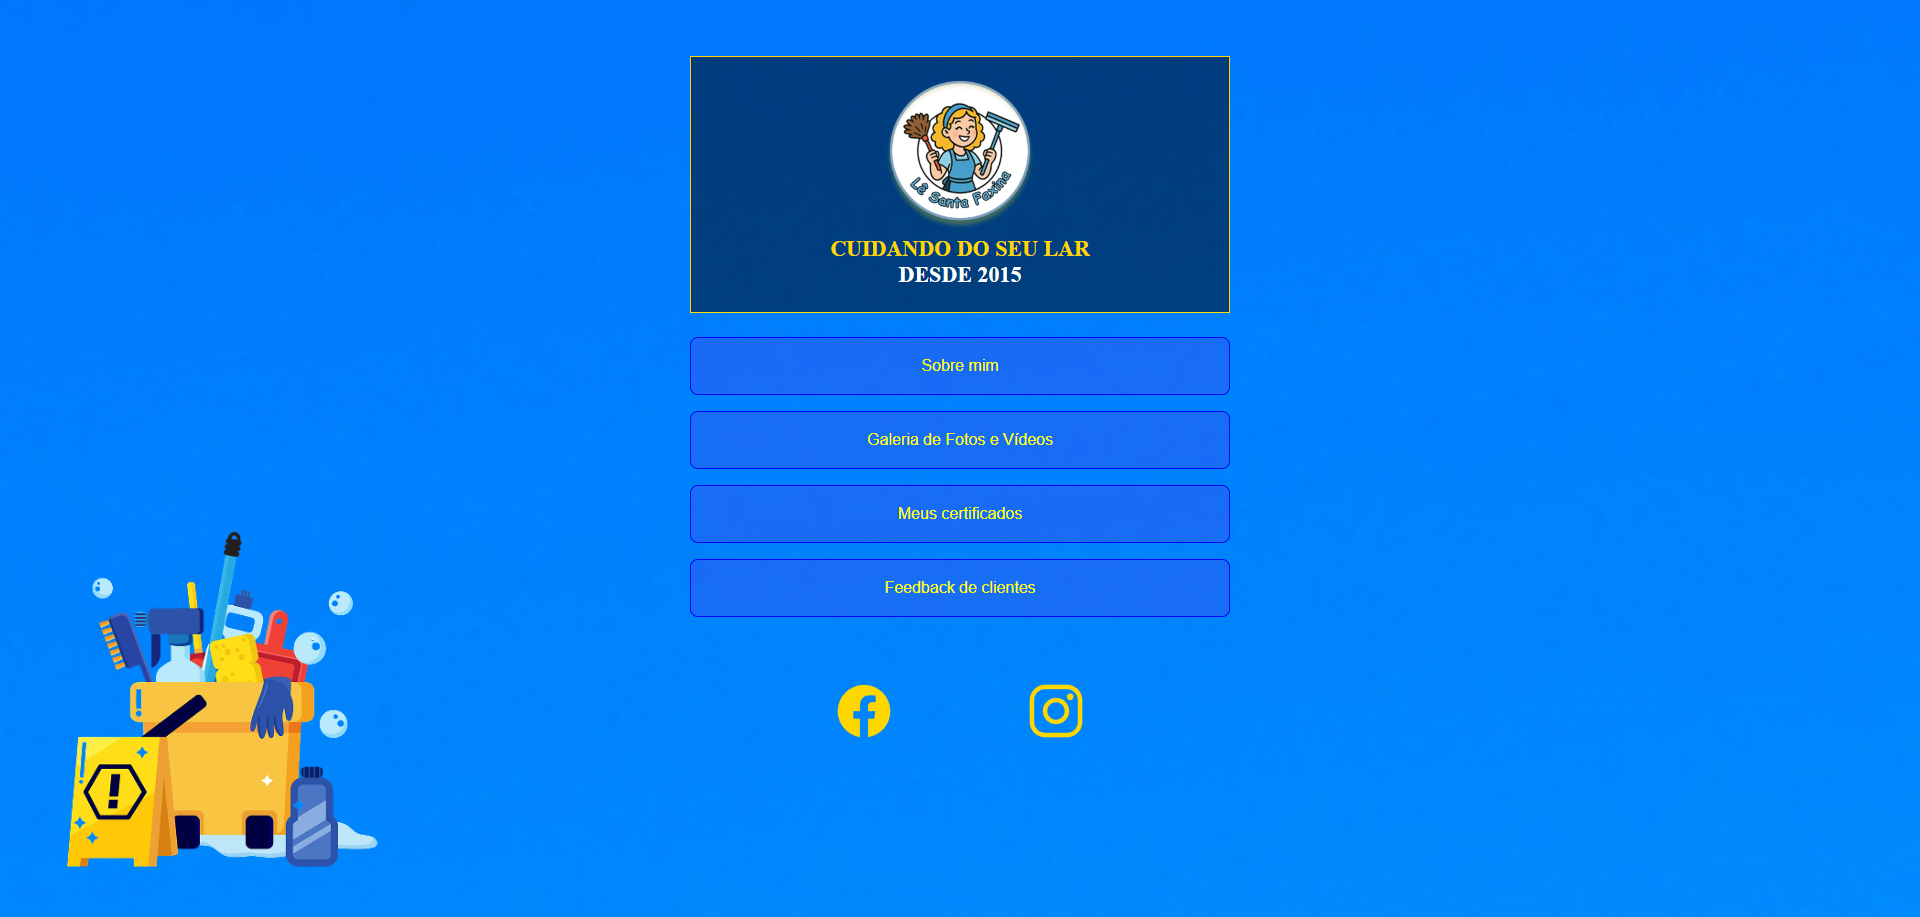 Lê Santa Faxina
CUIDANDO DO SEU LAR
DESDE 2015
Sobre mim
Galeria de Fotos e Vídeos
Meus certificados
Feedback de clientes